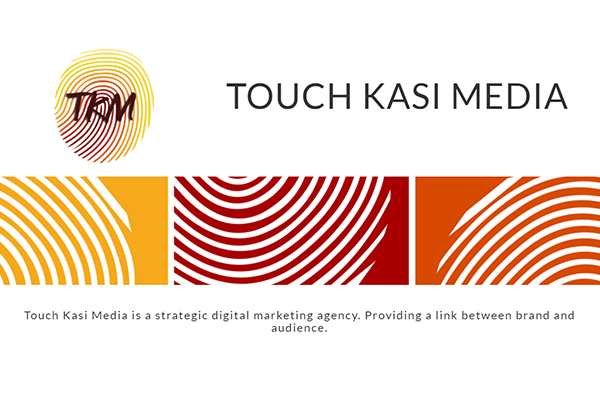 TKM
TOUCH KASI MEDIA
Touch Kasi Media is a strategic digital marketing agency. Providing a link between brand and
audience.